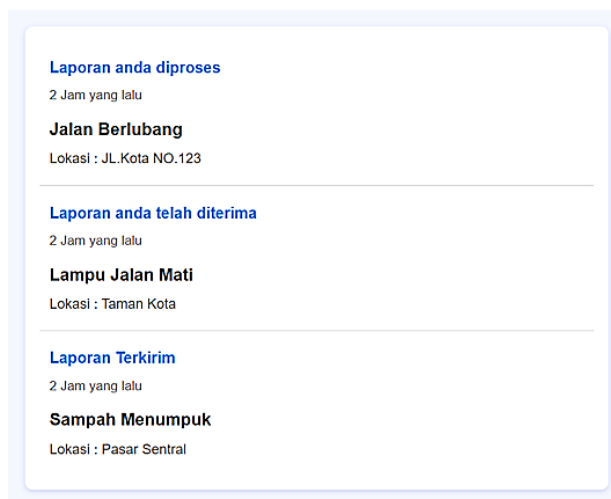 Laporan anda diproses
2 Jam yang lalu
Jalan Berlubang
Lokasi : JL.Kota NO.123
Laporan anda telah diterima
2 Jam yang lalu
Lampu Jalan Mati
Lokasi : Taman Kota
Laporan Terkirim
2 Jam yang lalu
Sampah Menumpuk
Lokasi : Pasar Sentral